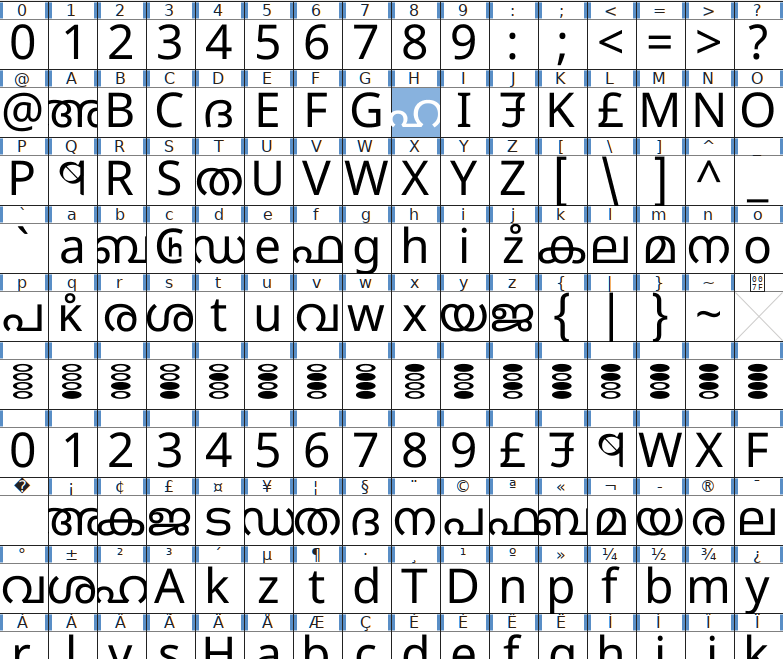 0 1 2 3 4 5 6 7 8 9 : ; < = > ?
0 1 2 3 4 5 6 7 8 9 : ; < = > ?
@ A B C D E F G H I J K L M N O
@ അ B C ദ E F G ഹ I K £ M N O
P Q R S T U V W X Y Z [ \ ] ^ _
P R S ത U V W X Y Z [ \ ] ^ _
` a b c d e f g h i j k l m n o
` a ബ ഡ e ഫ g h i ക ല മ ന o
p q r s t u v w x y z { | } ~ 007F
പ ര ശ t u വ w x യ ജ { | } ~
0 1 2 3 4 5 6 7 8 9 £ W X F
� ¡ ¢ £ ¤ ¥ ¦ § ¨ © ª « ¬ - ® ¯
അ ക ജ ട ഡ ത ദ ന പ ഫ ബ മ യ ര ല
° ± ² ³ ´ µ ¶ · ¸ ¹ º » ¼ ½ ¾ ¿
വ ശ ഹ A k z t d T D n p f b m y
À Á Â Ã Ä Å Æ Ç È É Ê Ë Ì Í Î Ï
r l v s H a b c d e f g h i j k